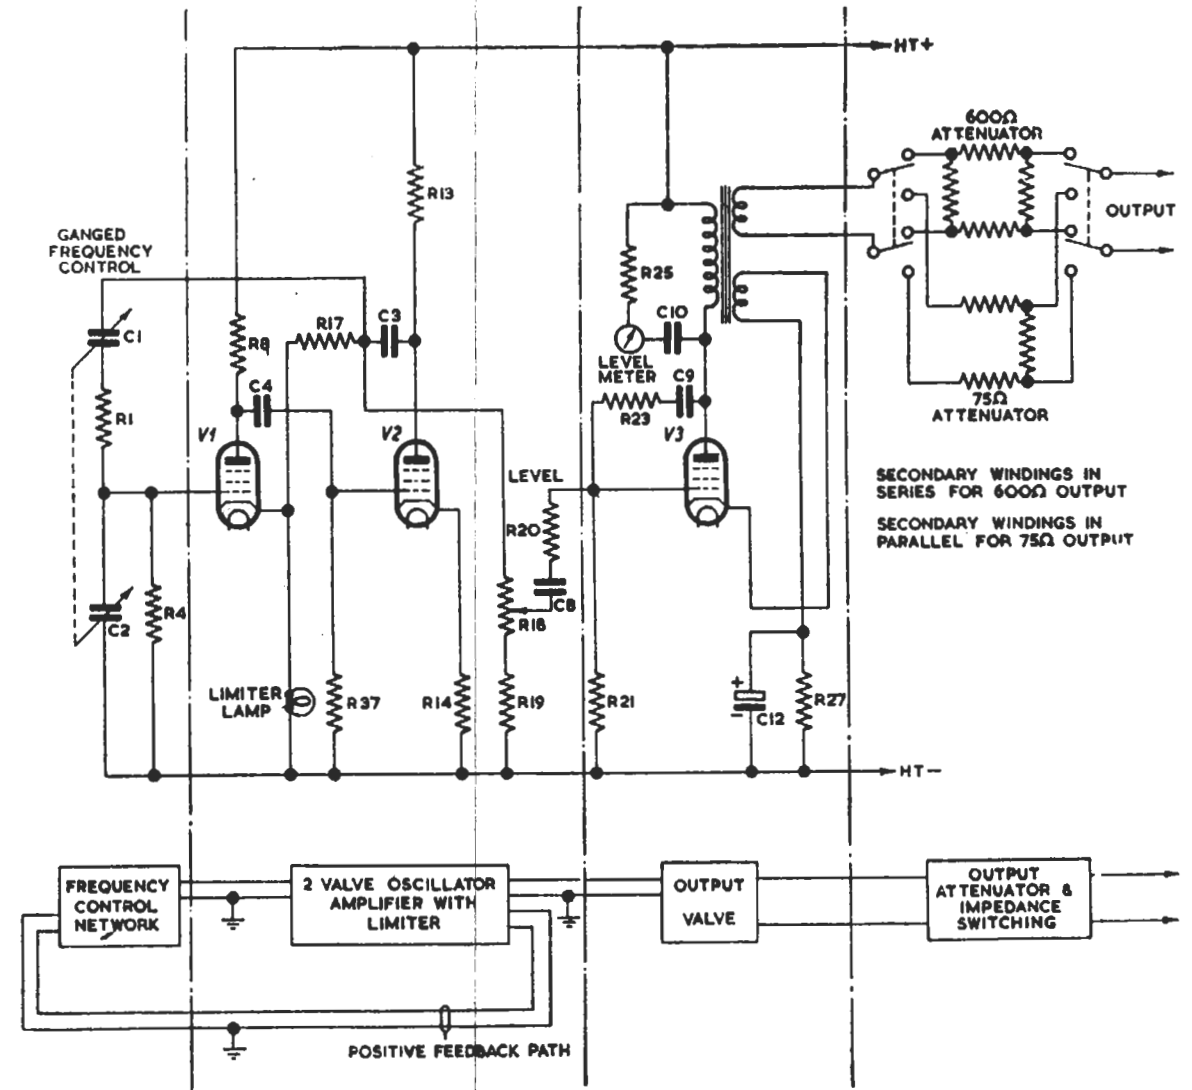 HT+
600Ω
ATTENUATOR
R13
OUTPUT
GANGED
FREQUENCY
CONTROL
R25
C1
R17
C3
C10
R8
LEVEL
METER
C4
C9
75Ω
ATTENUATOR
R1
R23
V1
V2
V3
LEVEL
SECONDARY WINDINGS IN
SERIES FOR 600Ω OUTPUT
R20
SECONDARY WINDINGS IN
PARALLEL FOR 75Ω OUTPUT
C8
C2
R4
R18
LIMITER
LAMP
R37
R14
R19
R21
+
−
C12
R27
HT−
FREQUENCY
CONTROL
NETWORK
2 VALVE OSCILLATOR
AMPLIFIER WITH
LIMITER
OUTPUT
VALVE
OUTPUT
ATTENUATOR &
IMPEDANCE
SWITCHING
POSITIVE FEEDBACK PATH